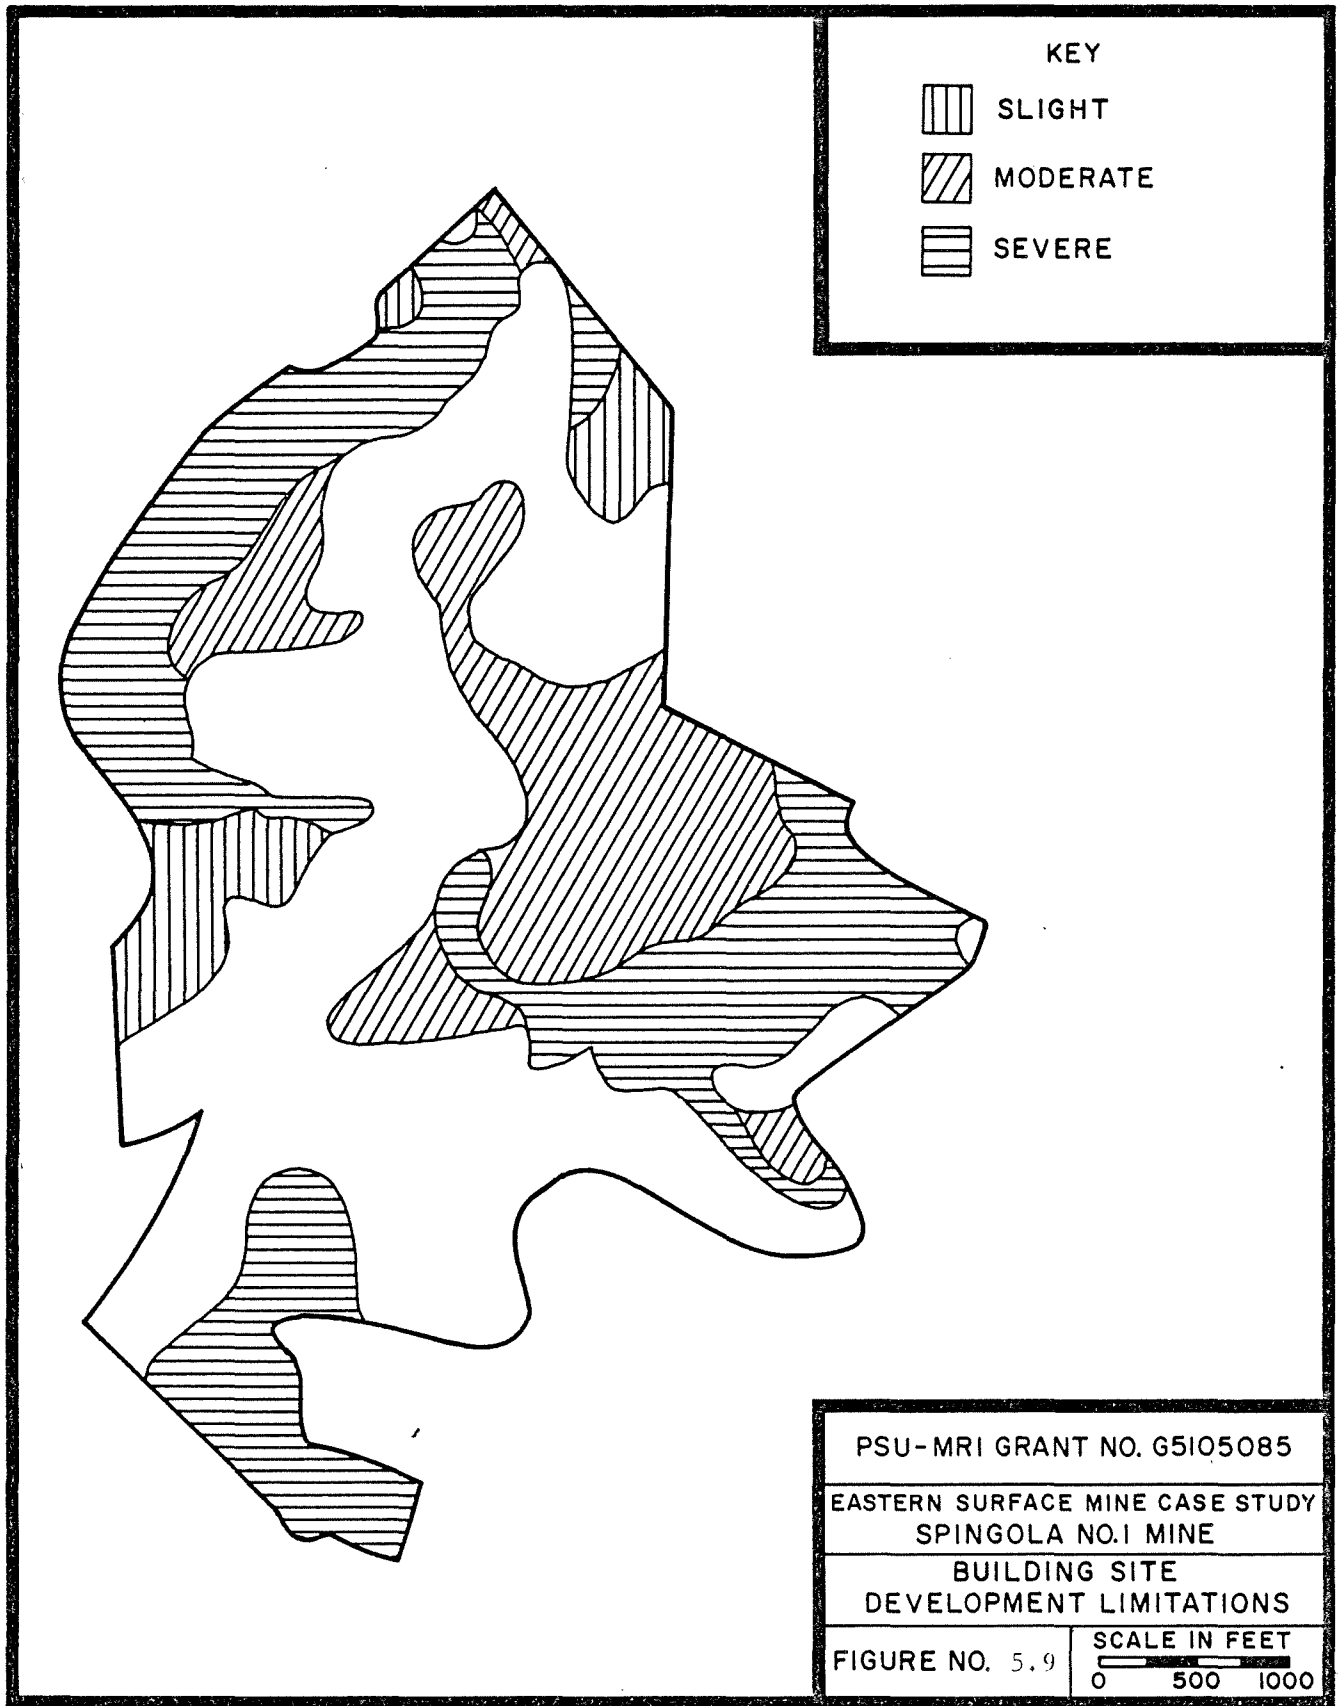 KEY
SLIGHT
MODERATE
SEVERE
PSU-MRI GRANT NO. G5105085
EASTERN SURFACE MINE CASE STUDY
SPINGOLA NO.1 MINE
BUILDING SITE
DEVELOPMENT LIMITATIONS
FIGURE NO. 5.9
SCALE IN FEET
0 500 1000